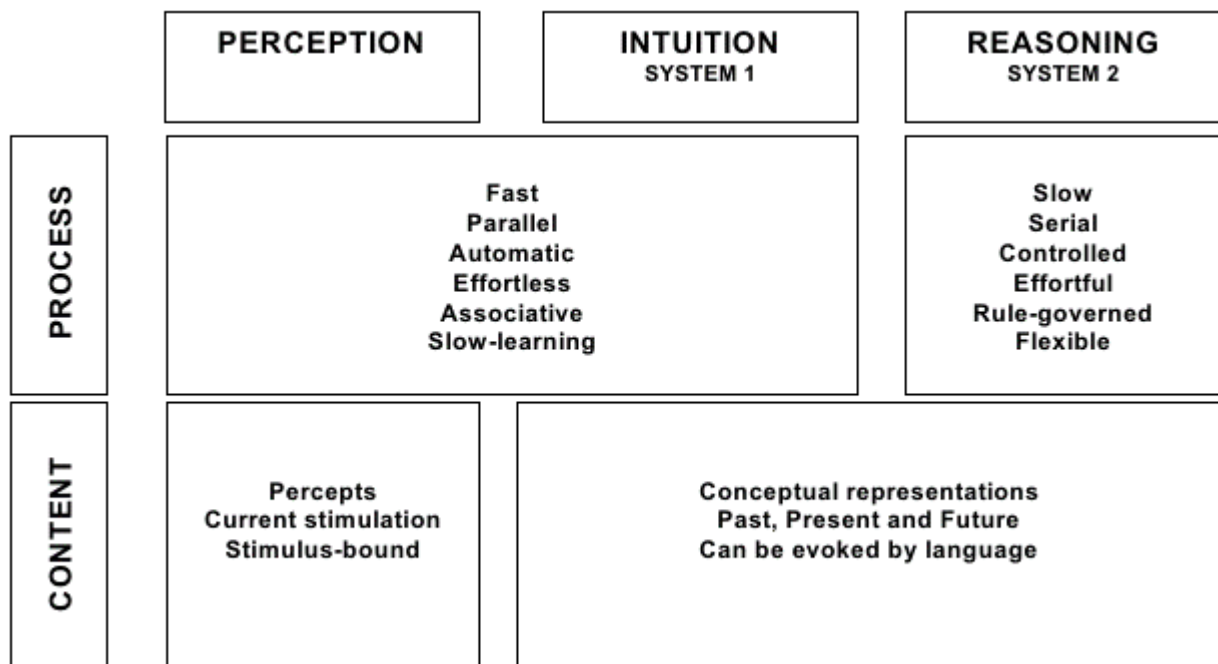 PERCEPTION
INTUITION
SYSTEM 1
REASONING
SYSTEM 2
PROCESS
Fast
Parallel
Automatic
Effortless
Associative
Slow-learning
Slow
Serial
Controlled
Effortful
Rule-governed
Flexible
CONTENT
Percepts
Current stimulation
Stimulus-bound
Conceptual representations
Past, Present and Future
Can be evoked by language